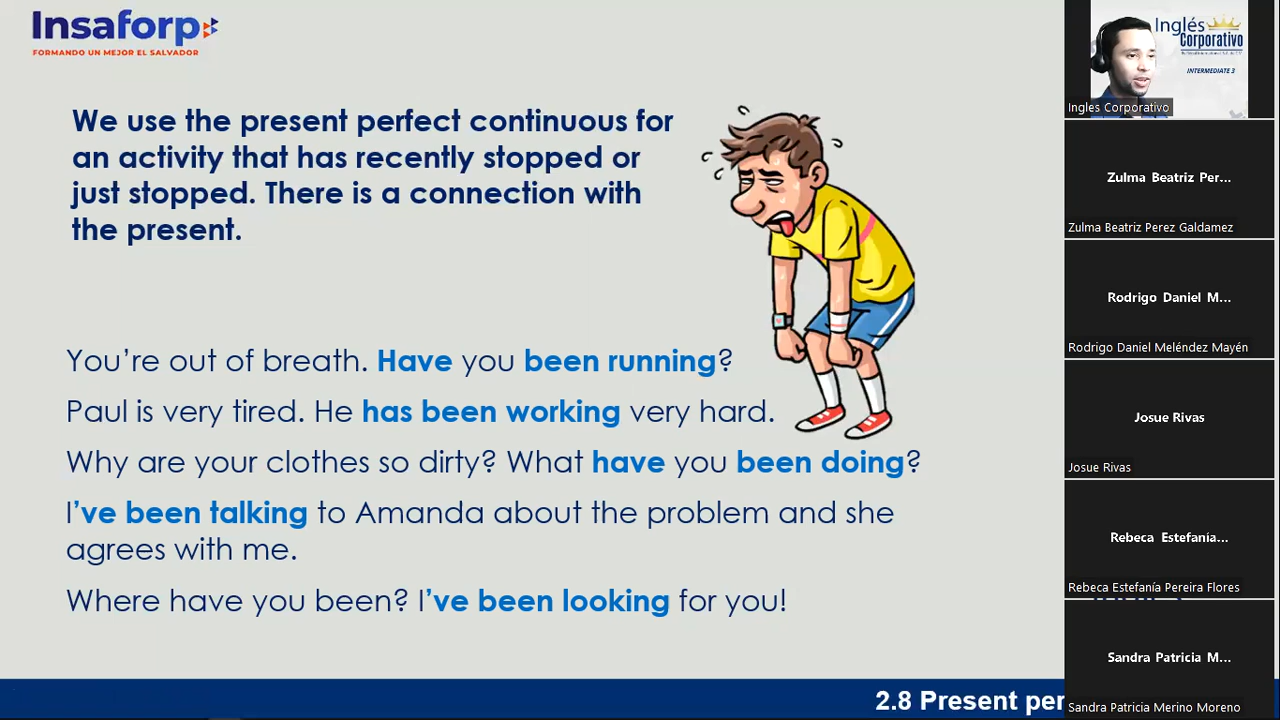 Insaforp
FORMANDO UN MEJOR EL SALVADOR
We use the present perfect continuous for
an activity that has recently stopped or
just stopped. There is a connection with
the present.
You’re out of breath. Have you been running?
Paul is very tired. He has been working very hard.
Why are your clothes so dirty? What have you been doing?
I’ve been talking to Amanda about the problem and she
agrees with me.
Where have you been? I’ve been looking for you!
2.8 Present per
Inglés
Corporativo
INTERMEDIATE 3
Ingles Corporativo
Zulma Beatriz Per...
Zulma Beatriz Perez Galdamez
Rodrigo Daniel M...
Rodrigo Daniel Meléndez Mayén
Josue Rivas
Josue Rivas
Rebeca Estefanía...
Rebeca Estefanía Pereira Flores
Sandra Patricia M...
Sandra Patricia Merino Moreno